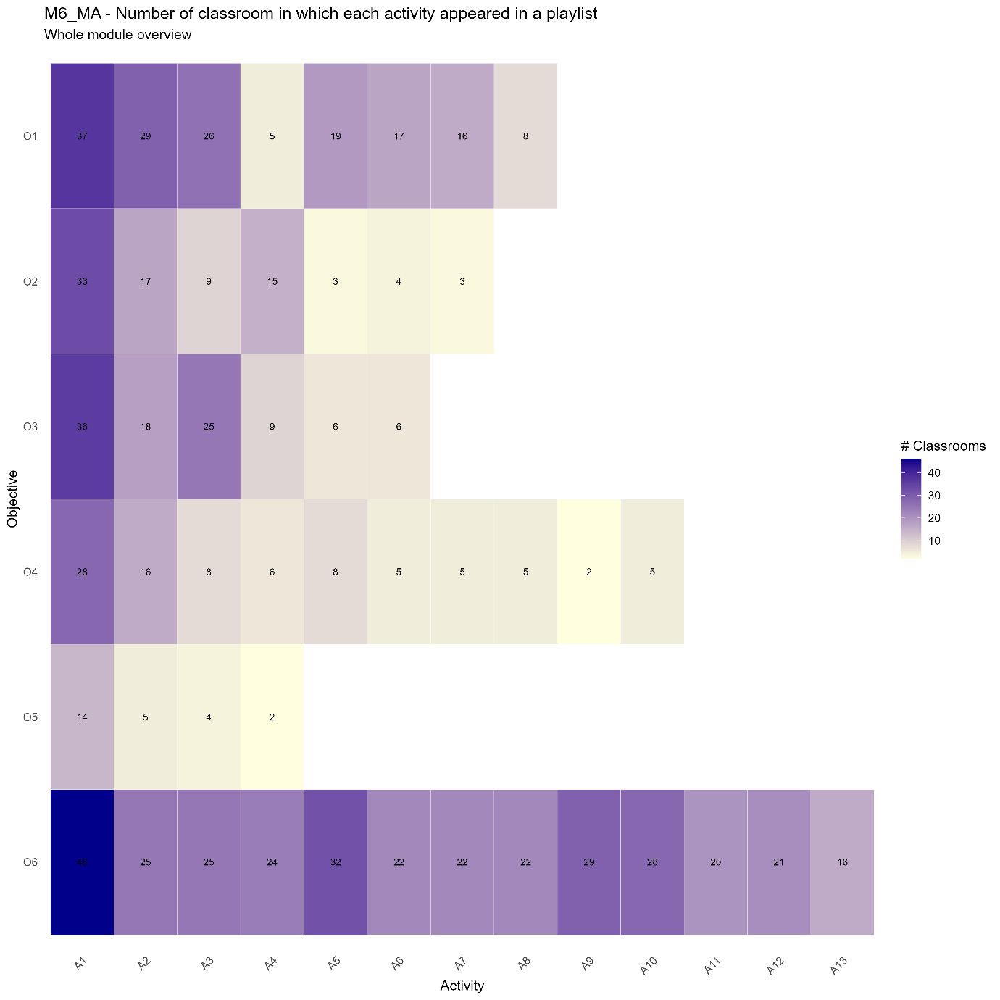 M6_MA - Number of classroom in which each activity appeared in a playlist
Whole module overview
Objective
O1 37 29 26 5 19 17 16 8
O2 33 17 9 15 3 4 3
O3 36 18 25 9 6 6
O4 28 16 8 6 8 5 5 5 2 5
O5 14 5 4 2
O6 46 25 25 24 32 22 22 22 29 28 20 21 16
A1 A2 A3 A4 A5 A6 A7 A8 A9 A10 A11 A12 A13
Activity
# Classrooms
40
30
20
10